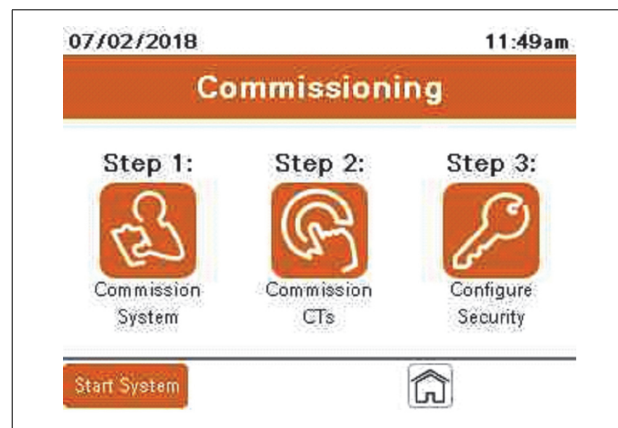 07/02/2018 11:49am
Commissioning
Step 1: Step 2: Step 3:
Commission System
Commission CTs
Configure Security
Start System